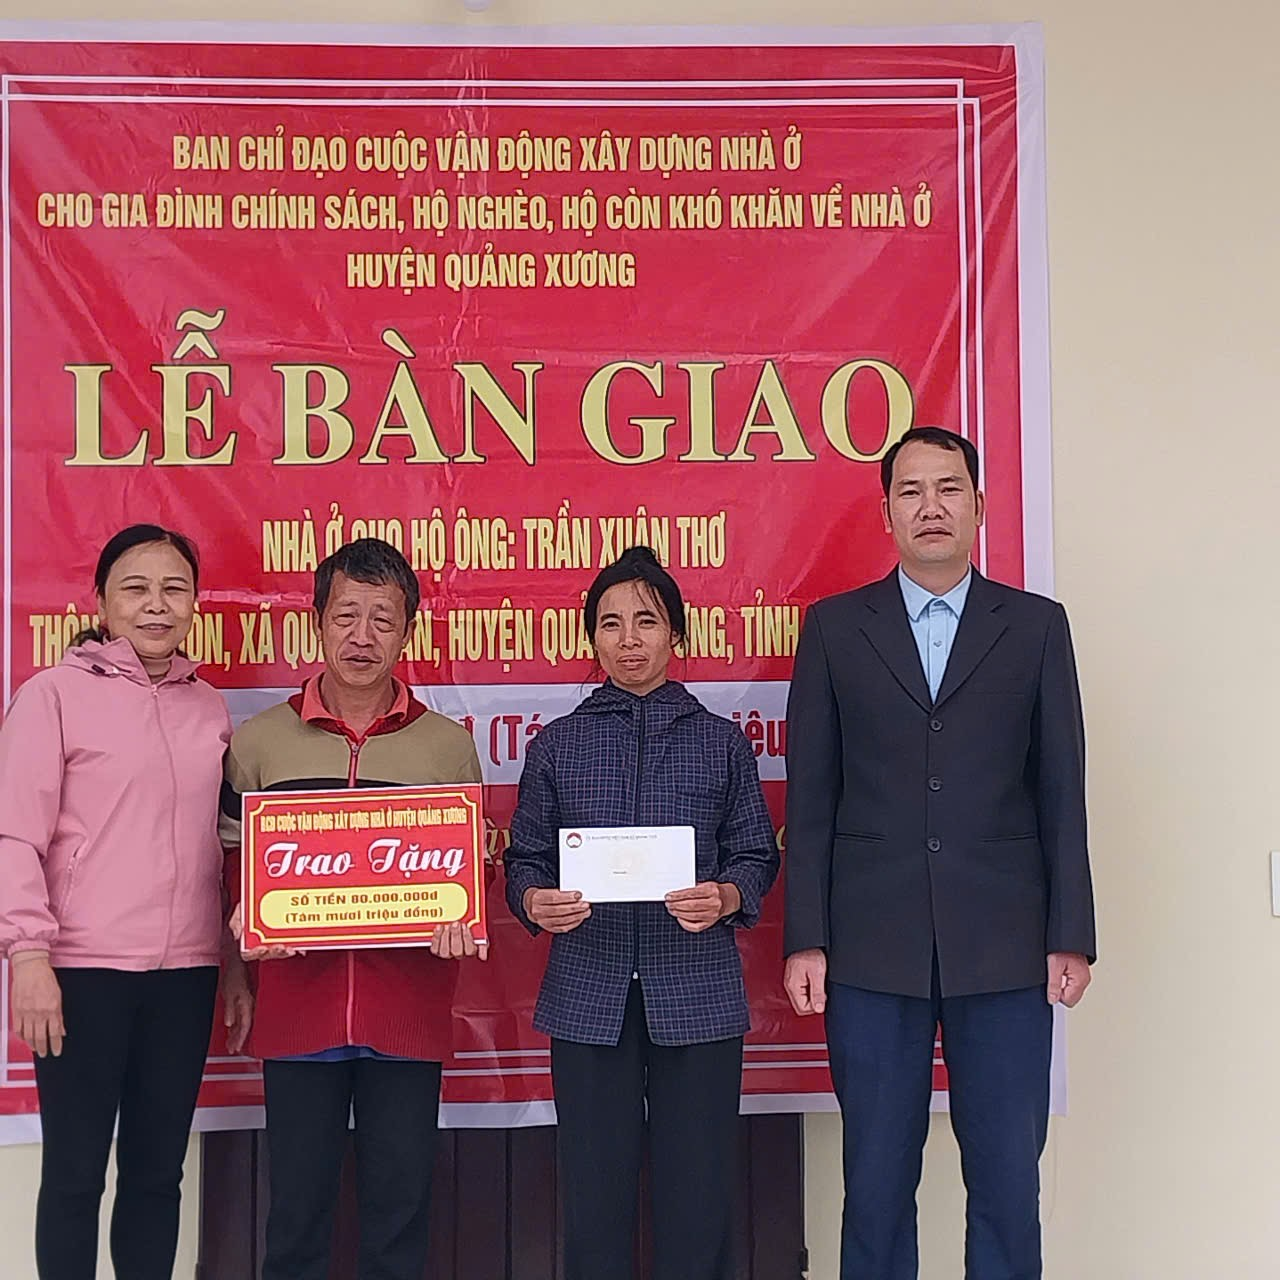 BAN CHỈ ĐẠO CUỘC VẬN ĐỘNG XÂY DỰNG NHÀ Ở
CHO GIA ĐÌNH CHÍNH SÁCH, HỘ NGHÈO, HỘ CÒN KHÓ KHĂN VỀ NHÀ Ở
HUYỆN QUẢNG XƯƠNG
LỄ BÀN GIAO
NHÀ Ở CHO HỘ ÔNG: TRẦN XUÂN THƠ
XÃ HUYỆN TỈNH
BCĐ CUỘC VẬN ĐỘNG XÂY DỰNG NHÀ Ở HUYỆN QUẢNG XƯƠNG
Trao Tặng
SỐ TIỀN 80.000.000đ
(Tám mươi triệu đồng)